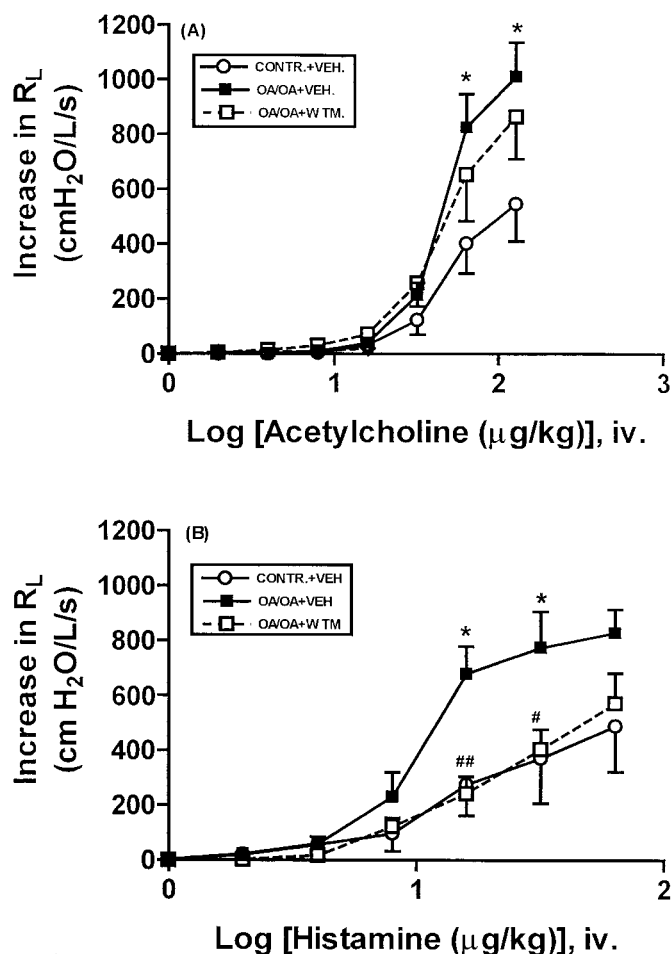 (A)
1200
1000
800
600
400
200
0
Increase in RL
(cmH2O/L/s)
CONTR.+VEH.
OA/OA+VEH.
OA/OA+WTM.
*
*
0
1
2
3
Log [Acetylcholine (μg/kg)], iv.
(B)
1200
1000
800
600
400
200
0
Increase in RL
(cm H2O/L/s)
CONTR.+VEH
OA/OA+VEH
OA/OA+WTM
*
*
##
#
0
1
2
Log [Histamine (μg/kg)], iv.